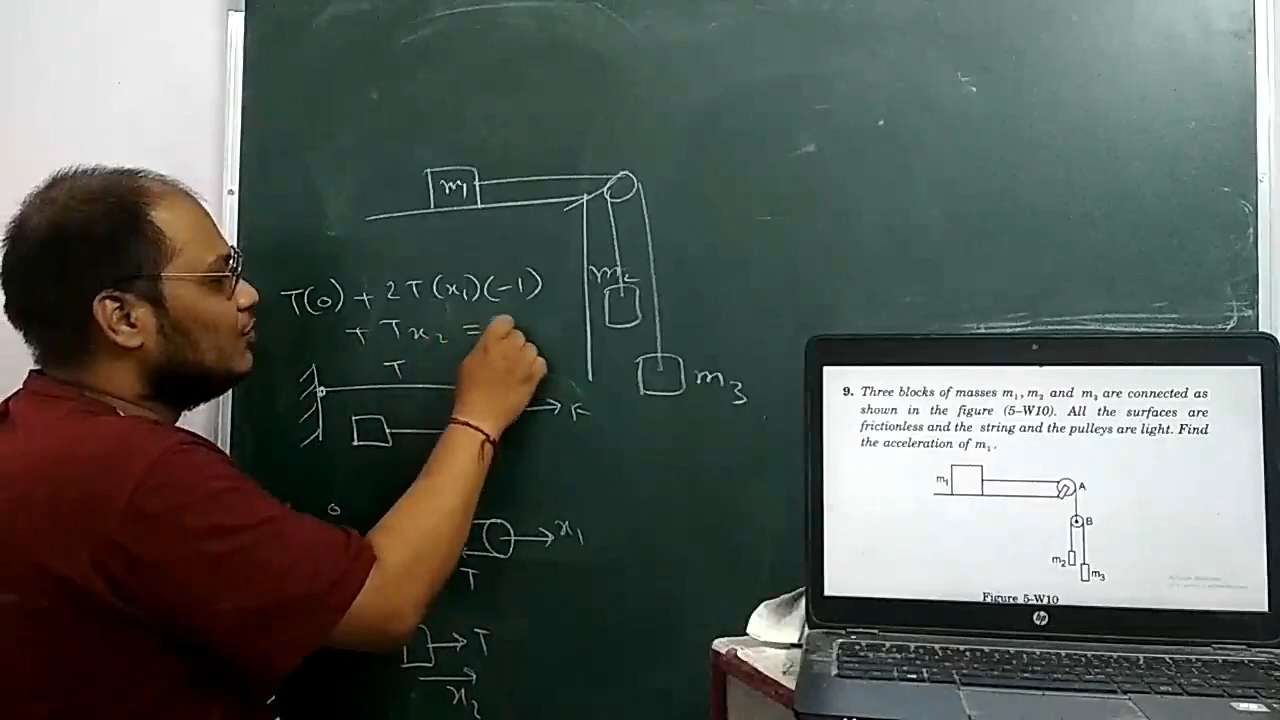 m₁
m₂
m₃
T(0) + 2T(x₁)(-1)
+ Tx₂ =
T
F
0
x₁
T
T
x₂
9. Three blocks of masses m₁, m₂ and m₃ are connected as
shown in the figure (5–W10). All the surfaces are
frictionless and the string and the pulleys are light. Find
the acceleration of m₁.
m₁
A
B
m₂
m₃
Figure 5-W10
hp